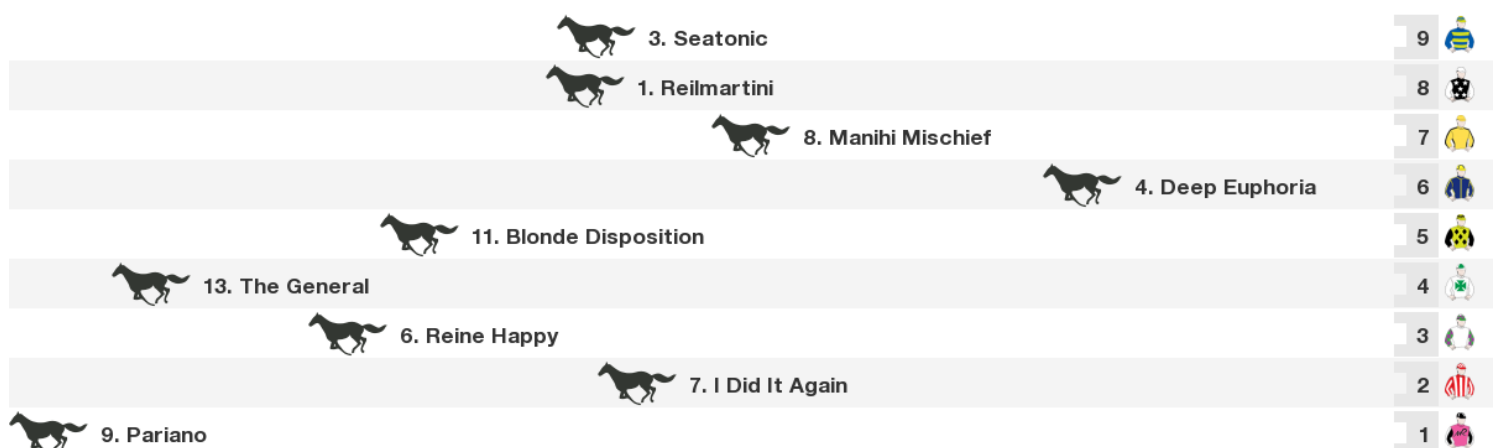 3. Seatonic 9
1. Reilmartini 8
8. Manihi Mischief 7
4. Deep Euphoria 6
11. Blonde Disposition 5
13. The General 4
6. Reine Happy 3
7. I Did It Again 2
9. Pariano 1